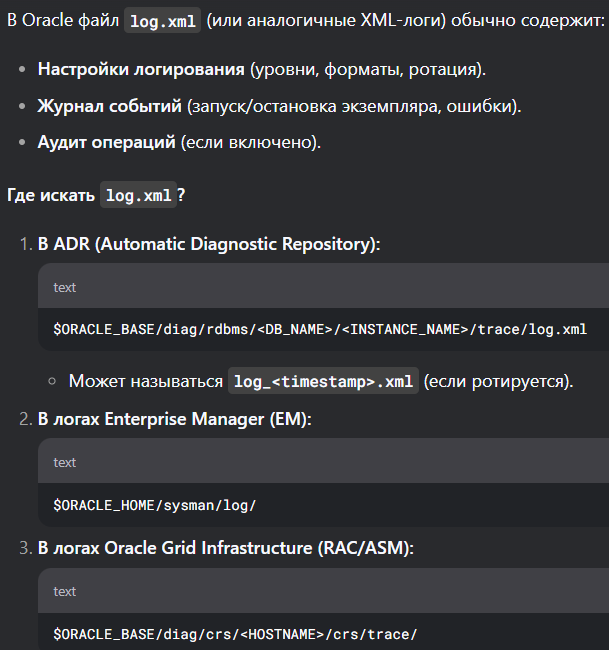 В Oracle файл log.xml (или аналогичные XML-логи) обычно содержит:
• Настройки логирования (уровни, форматы, ротация).
• Журнал событий (запуск/остановка экземпляра, ошибки).
• Аудит операций (если включено).
Где искать log.xml?
1. В ADR (Automatic Diagnostic Repository):
text
$ORACLE_BASE/diag/rdbms/<DB_NAME>/<INSTANCE_NAME>/trace/log.xml
◦ Может называться log_<timestamp>.xml (если ротируется).
2. В логах Enterprise Manager (EM):
text
$ORACLE_HOME/sysman/log/
3. В логах Oracle Grid Infrastructure (RAC/ASM):
text
$ORACLE_BASE/diag/crs/<HOSTNAME>/crs/trace/